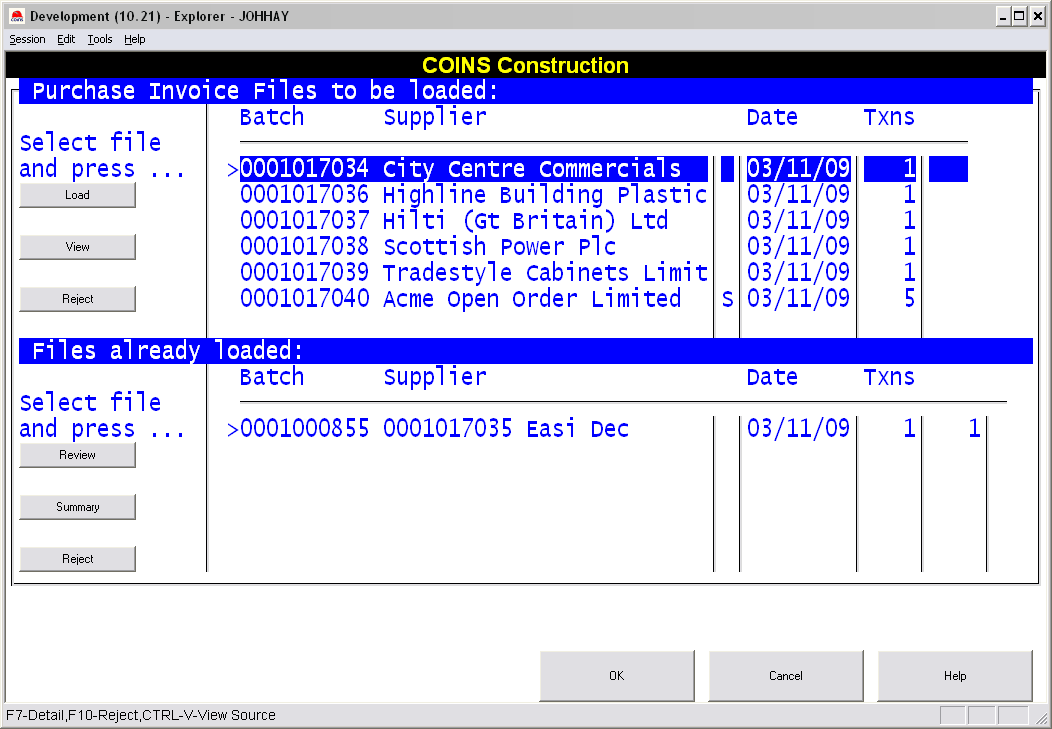 Development (10.21) - Explorer - JOHHAY
Session Edit Tools Help
COINS Construction
Purchase Invoice Files to be loaded:
Batch Supplier Date Txns
Select file
and press ...
>0001017034 City Centre Commercials 03/11/09 1
Load
0001017036 Highline Building Plastic 03/11/09 1
0001017037 Hilti (Gt Britain) Ltd 03/11/09 1
View
0001017038 Scottish Power Plc 03/11/09 1
0001017039 Tradestyle Cabinets Limit 03/11/09 1
Reject
0001017040 Acme Open Order Limited S 03/11/09 5
Files already loaded:
Batch Supplier Date Txns
Select file
and press ...
>0001000855 0001017035 Easi Dec 03/11/09 1 1
Review
Summary
Reject
OK Cancel Help
F7-Detail,F10-Reject,CTRL-V-View Source